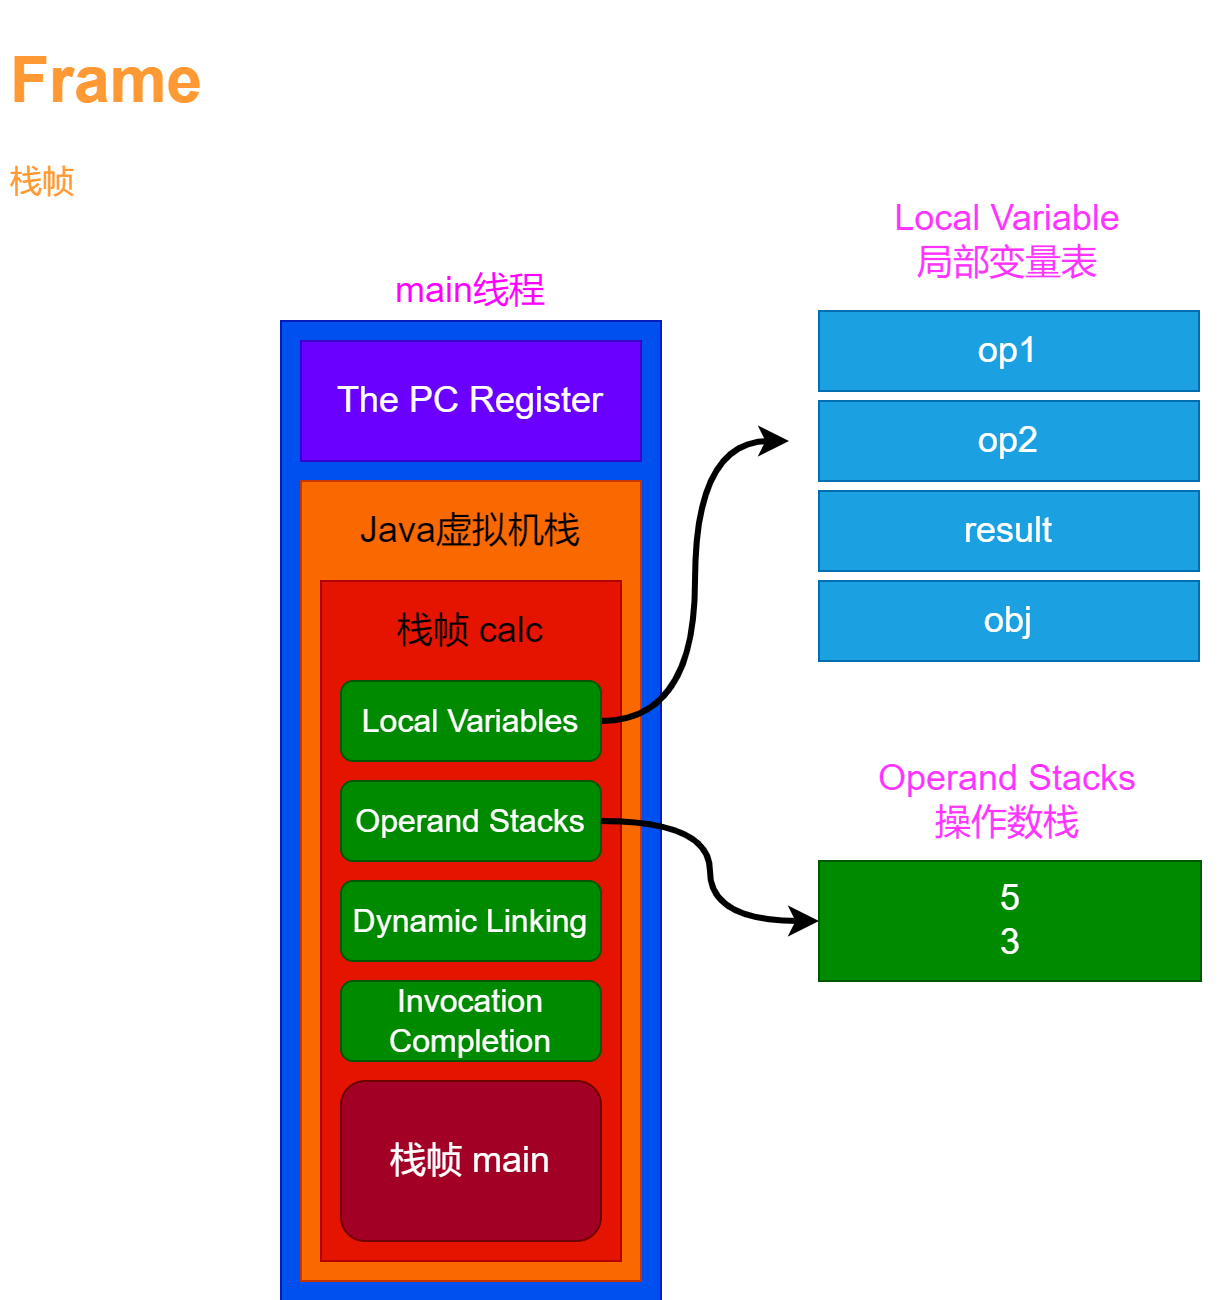 Frame
栈帧
main线程
The PC Register
Java虚拟机栈
栈帧 calc
Local Variables
Operand Stacks
Dynamic Linking
Invocation
Completion
栈帧 main
Local Variable
局部变量表
op1
op2
result
obj
Operand Stacks
操作数栈
5
3